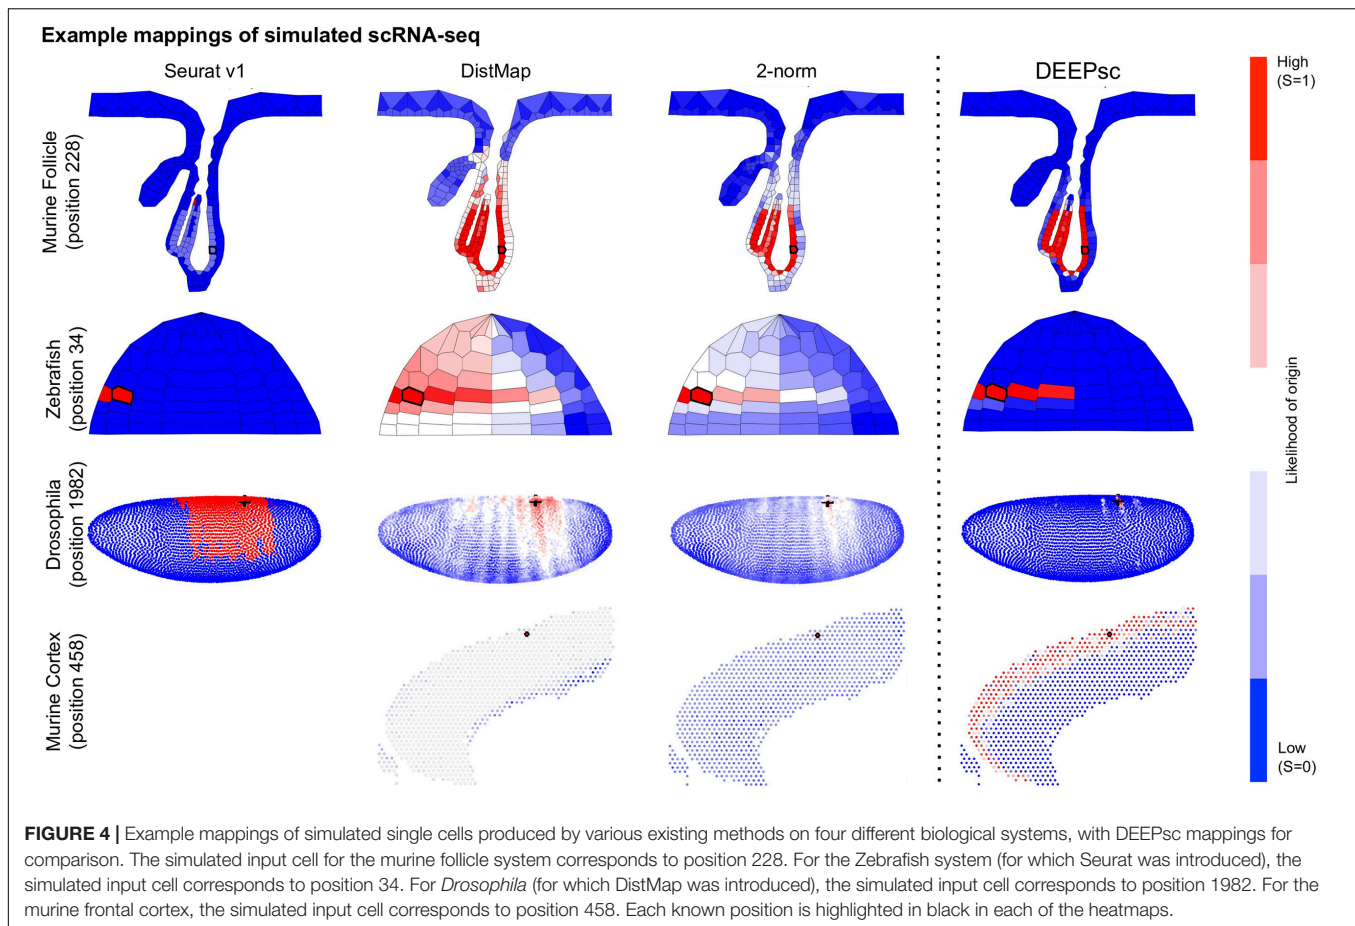 Example mappings of simulated scRNA-seq
Seurat v1
DistMap
2-norm
DEEPsc
High
(S=1)
Murine Follicle
(position 228)
Zebrafish
(position 34)
Drosophila
(position 1982)
Murine Cortex
(position 458)
Likelihood of origin
Low
(S=0)
FIGURE 4 | Example mappings of simulated single cells produced by various existing methods on four different biological systems, with DEEPsc mappings for
comparison. The simulated input cell for the murine follicle system corresponds to position 228. For the Zebrafish system (for which Seurat was introduced), the
simulated input cell corresponds to position 34. For Drosophila (for which DistMap was introduced), the simulated input cell corresponds to position 1982. For the
murine frontal cortex, the simulated input cell corresponds to position 458. Each known position is highlighted in black in each of the heatmaps.